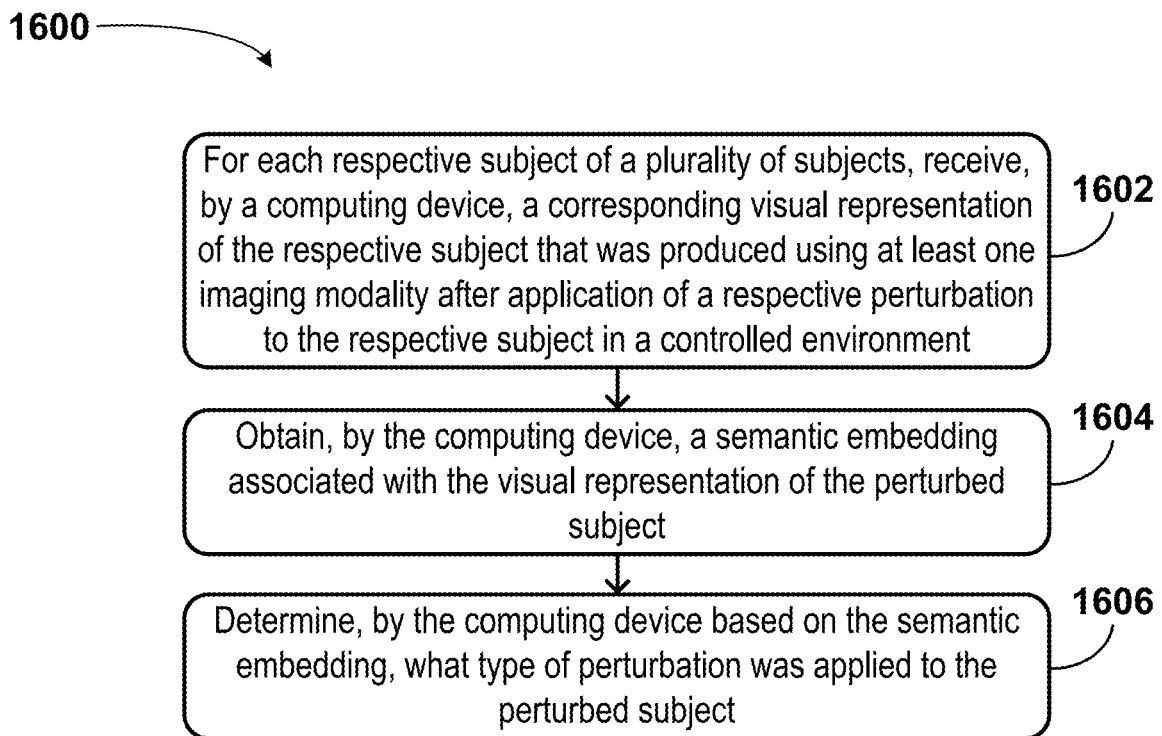 1600
For each respective subject of a plurality of subjects, receive,
by a computing device, a corresponding visual representation
of the respective subject that was produced using at least one
imaging modality after application of a respective perturbation
to the respective subject in a controlled environment
1602
Obtain, by the computing device, a semantic embedding
associated with the visual representation of the perturbed
subject
1604
Determine, by the computing device based on the semantic
embedding, what type of perturbation was applied to the
perturbed subject
1606